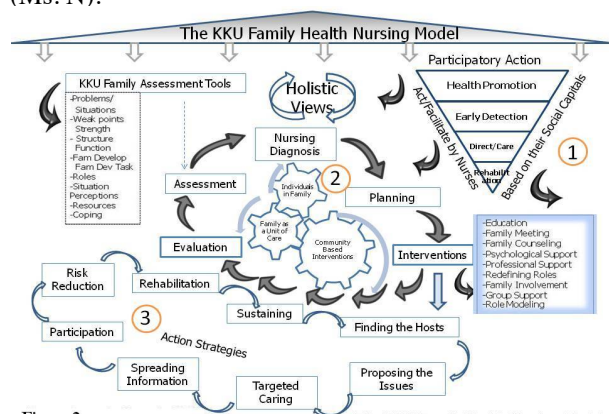 (Ms. N).
The KKU Family Health Nursing Model
KKU Family Assessment Tools
-Problems/
Situations
-Weak points
Strength
- Structure
Function
-Fam Develop
Fam Dev Task
-Roles
-Situation
Perceptions
-Resources
-Coping
Holistic
Views
Participatory Action
Health Promotion
Early Detection
Direct/Care
Rehabilit
ation
Act/Facilitate by Nurses
Based on their Social Capitals
1
Nursing
Diagnosis
2
Assessment
Planning
Individuals
in Family
Family as
a Unit of
Care
Community
Based
Interventions
Evaluation
Interventions
-Education
-Family Meeting
-Family Counseling
-Psychological Support
-Professional Support
-Redefining Roles
-Family Involvement
-Group Support
-Role Modeling
Risk
Reduction
Rehabilitation
Sustaining
Finding the Hosts
Participation
3
Action Strategies
Spreading
Information
Targeted
Caring
Proposing the
Issues